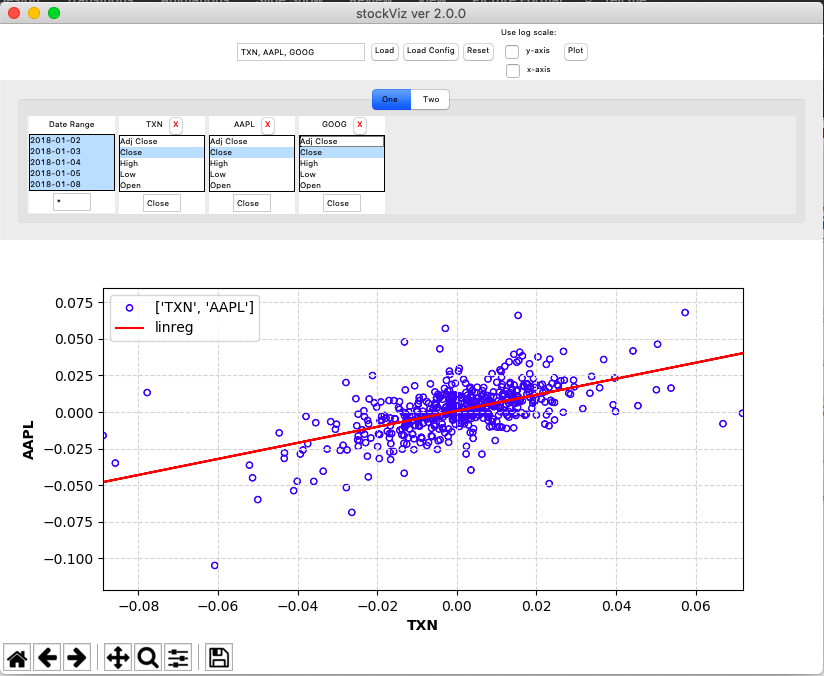 stockViz ver 2.0.0
Use log scale:
TXN, AAPL, GOOG Load Load Config Reset y-axis Plot
x-axis
One Two
Date Range TXN X AAPL X GOOG X
2018-01-02 Adj Close Adj Close Adj Close
2018-01-03 Close Close Close
2018-01-04 High High High
2018-01-05 Low Low Low
2018-01-08 Open Open Open
* Close Close Close
['TXN', 'AAPL']
linreg
0.075
0.050
0.025
0.000
−0.025
−0.050
−0.075
−0.100
AAPL
−0.08 −0.06 −0.04 −0.02 0.00 0.02 0.04 0.06
TXN